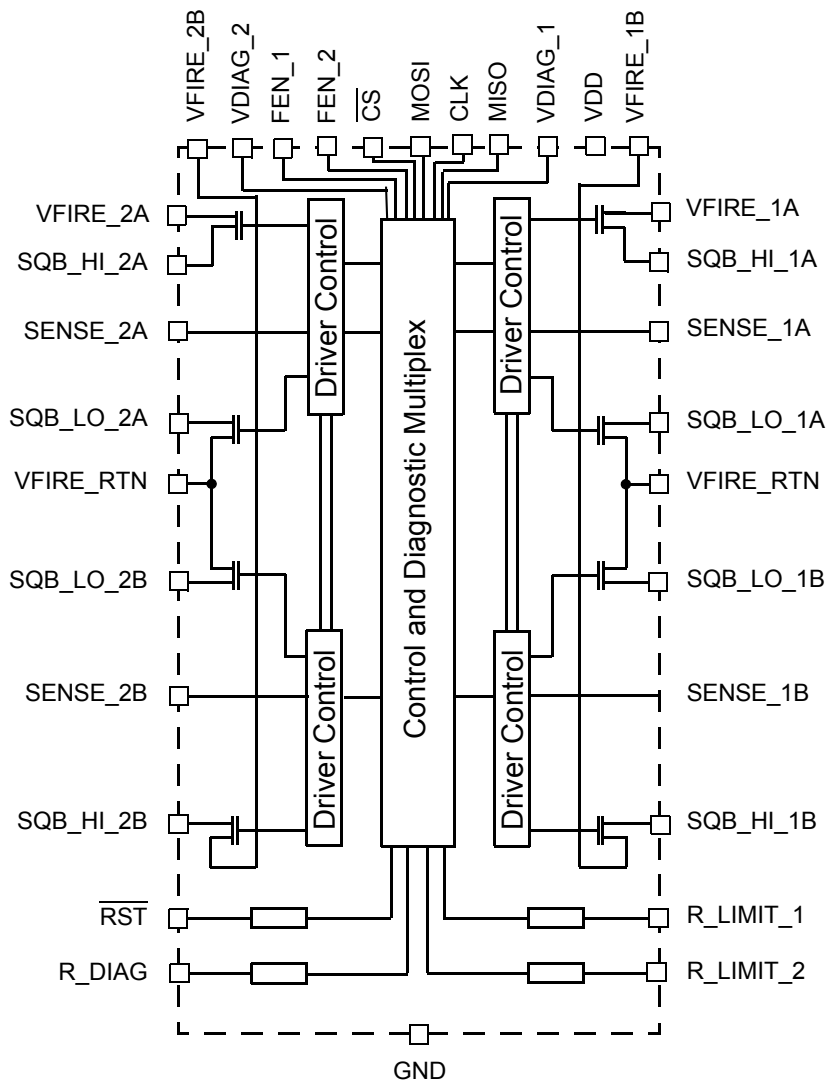 VFIRE_2B
VDIAG_2
FEN_1
FEN_2
CS
MOSI
CLK
MISO
VDIAG_1
VDD
VFIRE_1B
VFIRE_2A
SQB_HI_2A
SENSE_2A
SQB_LO_2A
VFIRE_RTN
SQB_LO_2B
SENSE_2B
SQB_HI_2B
RST
R_DIAG
Driver Control
Driver Control
Control and Diagnostic Multiplex
Driver Control
Driver Control
VFIRE_1A
SQB_HI_1A
SENSE_1A
SQB_LO_1A
VFIRE_RTN
SQB_LO_1B
SENSE_1B
SQB_HI_1B
R_LIMIT_1
R_LIMIT_2
GND